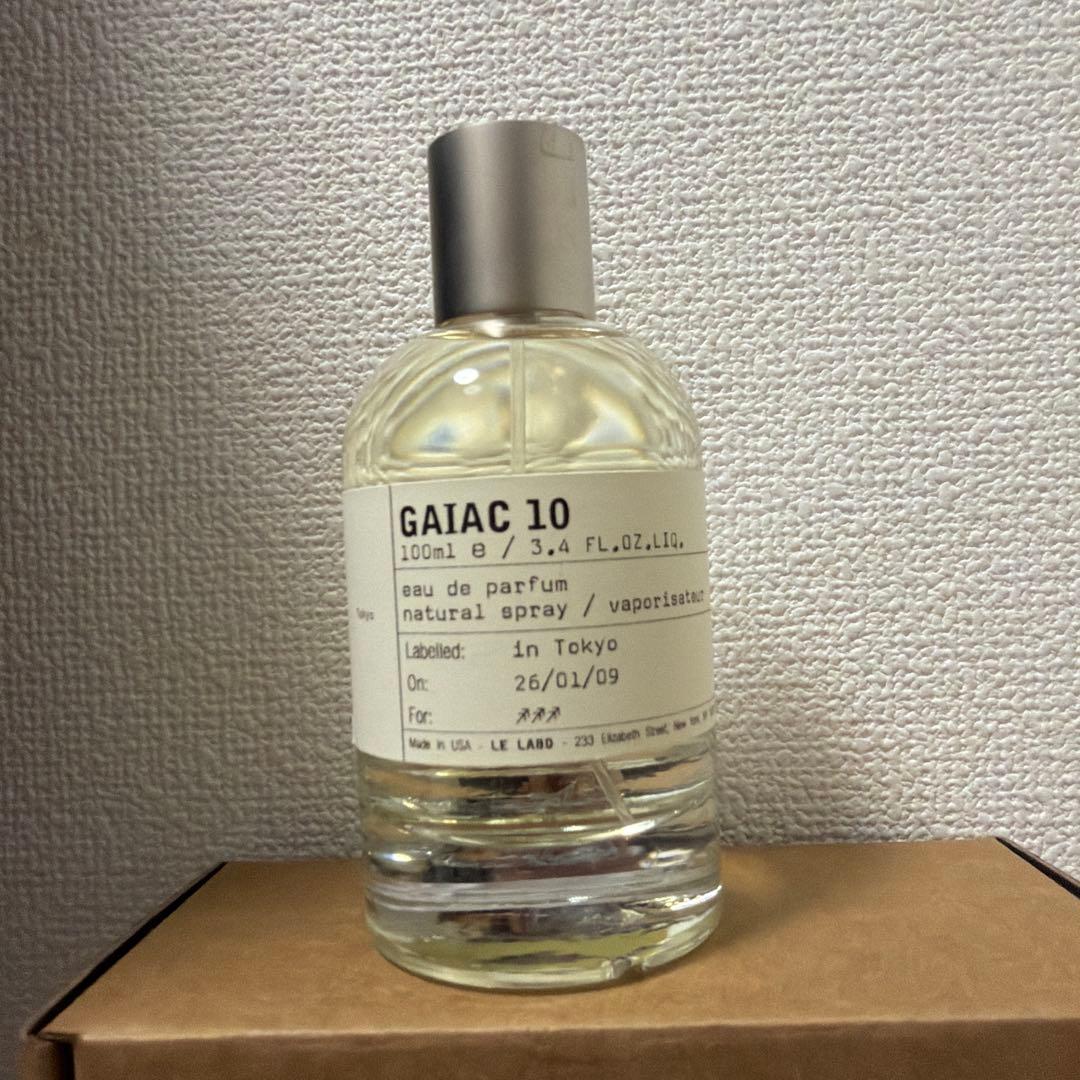 GAIAC 10
100ml e / 3.4 FL.OZ.LIQ.
eau de parfum
natural spray / vaporisateur
Tokyo
Labelled: in Tokyo
On: 26/01/09
For: ♐♐♐
Made in USA - LE LABO - 233 Elizabeth Street, New York, NY